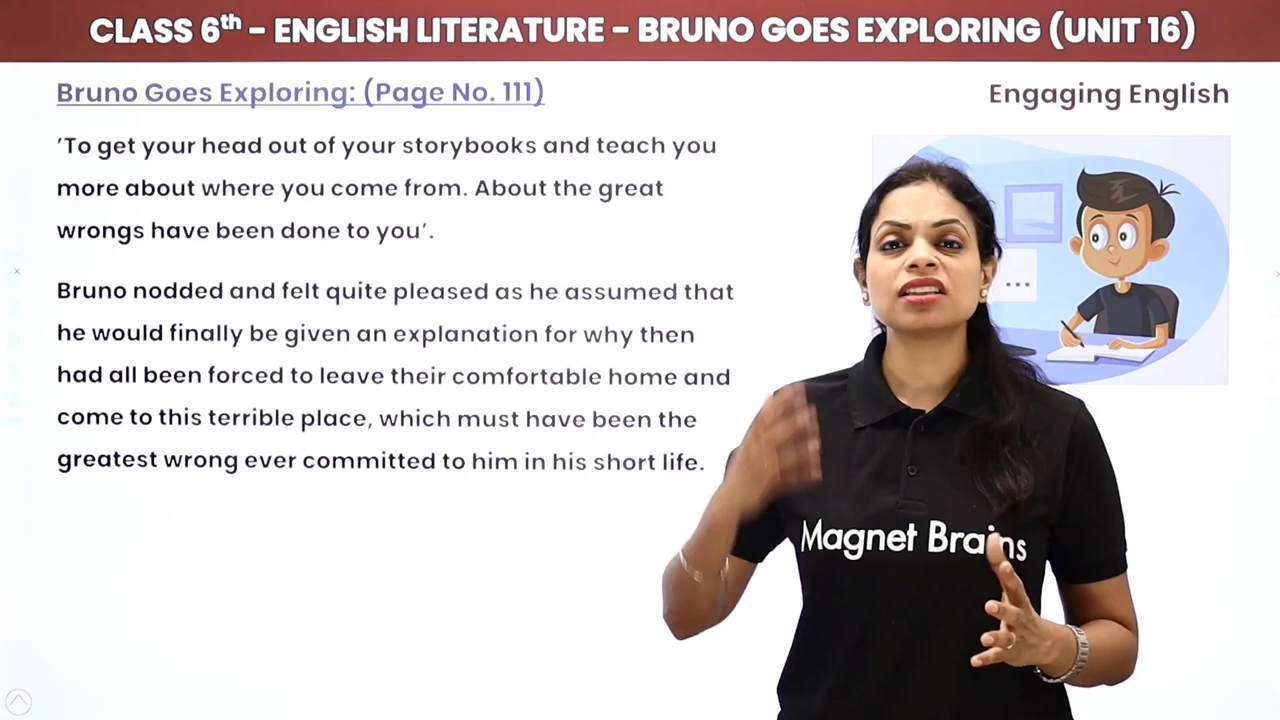 CLASS 6th – ENGLISH LITERATURE – BRUNO GOES EXPLORING (UNIT 16)
Bruno Goes Exploring: (Page No. 111)
Engaging English
‘To get your head out of your storybooks and teach you
more about where you come from. About the great
wrongs have been done to you’.
Bruno nodded and felt quite pleased as he assumed that
he would finally be given an explanation for why then
had all been forced to leave their comfortable home and
come to this terrible place, which must have been the
greatest wrong ever committed to him in his short life.
Magnet Brains